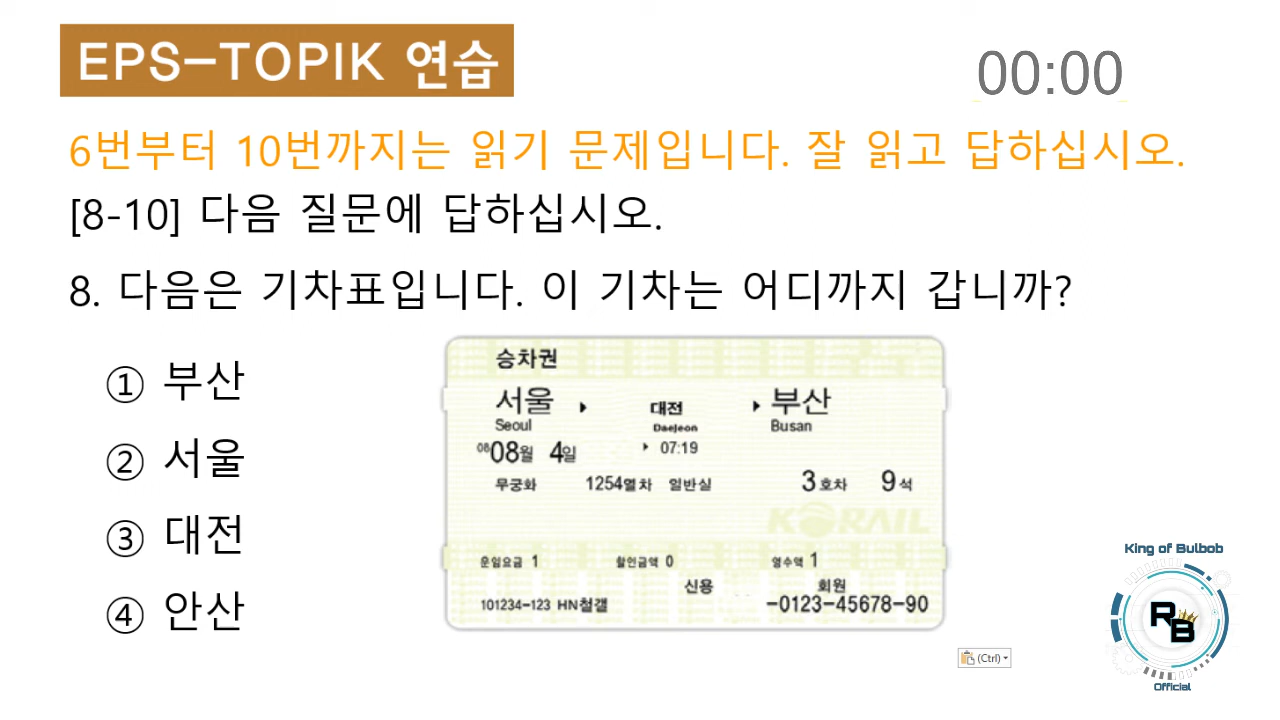 EPS-TOPIK 연습
00:00
6번부터 10번까지는 읽기 문제입니다. 잘 읽고 답하십시오.
[8-10] 다음 질문에 답하십시오.
8. 다음은 기차표입니다. 이 기차는 어디까지 갑니까?
① 부산
② 서울
③ 대전
④ 안산
승차권
서울 ▶ 대전 ▶ 부산
Seoul Daejeon Busan
08 08월 4일 ▶ 07:19
무궁화 1254열차 일반실 3호차 9석
KORAIL
운임요금 1 할인금액 0 영수액 1
신용 회원
101234-123 HN철갤 -0123-45678-90
(Ctrl)
King of Bulbob
RB
Official